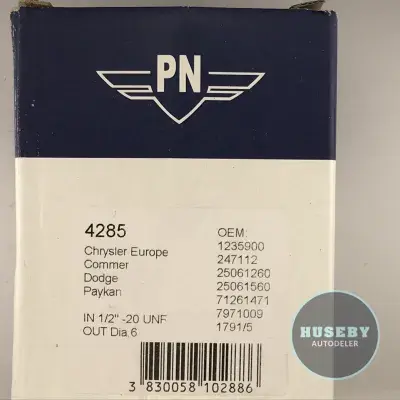 PN
4285
Chrysler Europe
Commer
Dodge
Paykan
IN 1/2" -20 UNF
OUT Dia,6
OEM:
1235900
247112
25061260
25061560
71261471
7971009
1791/5
3 830058 102886
HUSEBY
AUTODELER